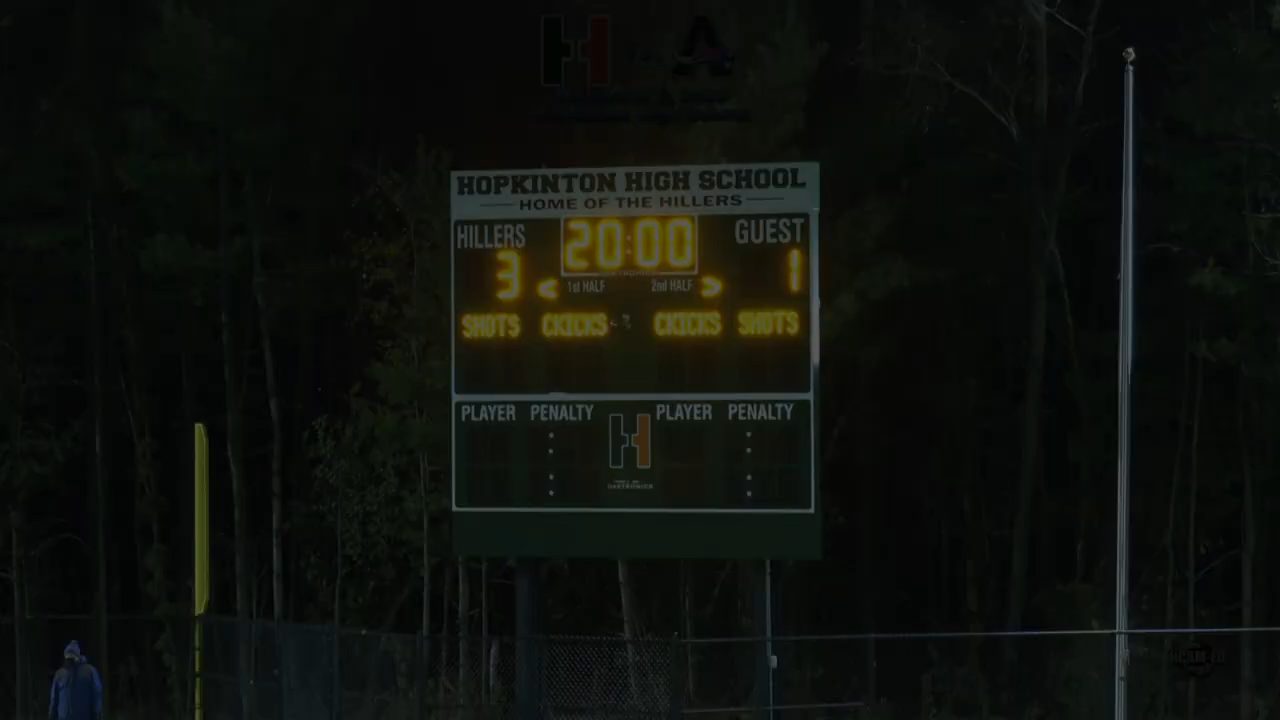 HOPKINTON HIGH SCHOOL
HOME OF THE HILLERS
HILLERS 20:00 GUEST
3 < 1st HALF 2nd HALF > 1
SHOTS CKICKS CKICKS SHOTS
PLAYER PENALTY PLAYER PENALTY
H
DAKTRONICS
H A